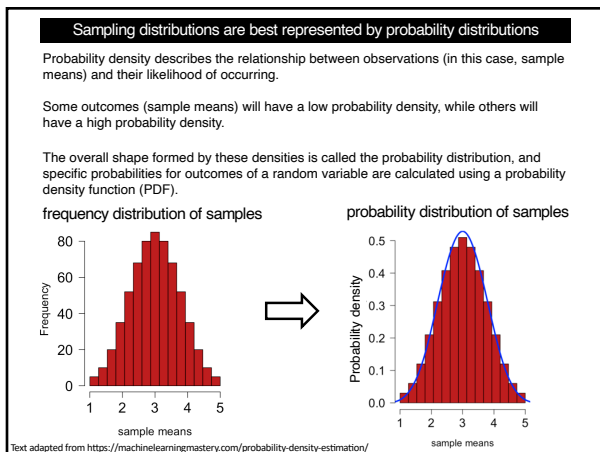 Sampling distributions are best represented by probability distributions
Probability density describes the relationship between observations (in this case, sample
means) and their likelihood of occurring.
Some outcomes (sample means) will have a low probability density, while others will
have a high probability density.
The overall shape formed by these densities is called the probability distribution, and
specific probabilities for outcomes of a random variable are calculated using a probability
density function (PDF).
frequency distribution of samples
80
60
40
20
0
Frequency
1 2 3 4 5
sample means
probability distribution of samples
0.5
0.4
0.3
0.2
0.1
0.0
Probability density
1 2 3 4 5
sample means
Text adapted from https://machinelearningmastery.com/probability-density-estimation/